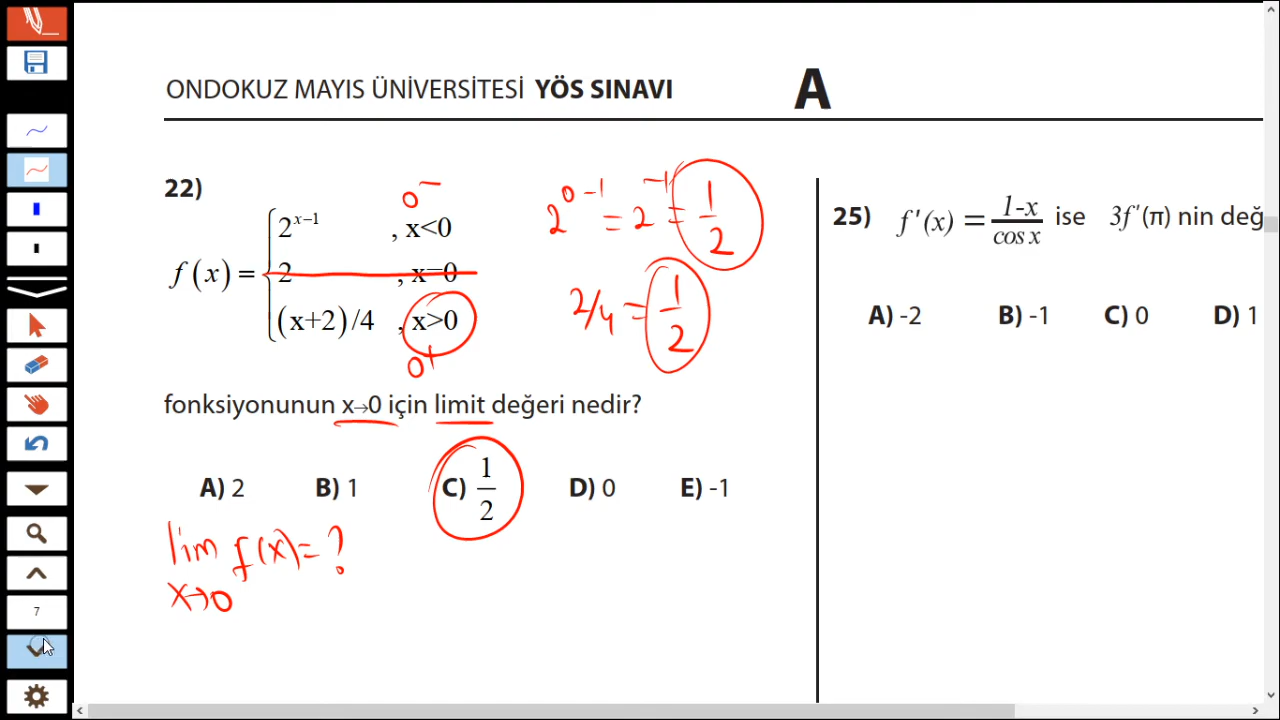 ONDOKUZ MAYIS ÜNİVERSİTESİ YÖS SINAVI A
22)
0⁻
2^{x-1} , x<0
f(x) = 2 , x=0
(x+2)/4 , x>0
0⁺
2^{0-1} = 2^{-1} = 1/2
2/4 = 1/2
fonksiyonunun x→0 için limit değeri nedir?
A) 2 B) 1 C) 1/2 D) 0 E) -1
lim f(x) = ?
x→0
25) f'(x) = 1-x/cos x ise 3f'(π) nin değ
A) -2 B) -1 C) 0 D) 1
7